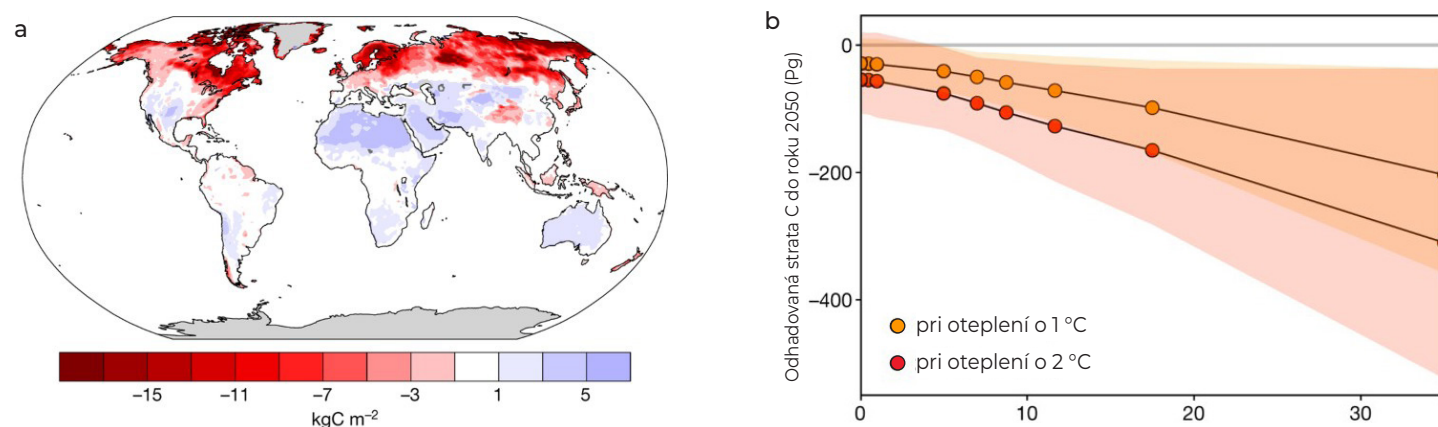 a
−15
−11
−7
−3
1
5
kgC m⁻²
b
Odhadovaná strata C do roku 2050 (Pg)
0
−200
−400
pri oteplení o 1 °C
pri oteplení o 2 °C
0
10
20
30